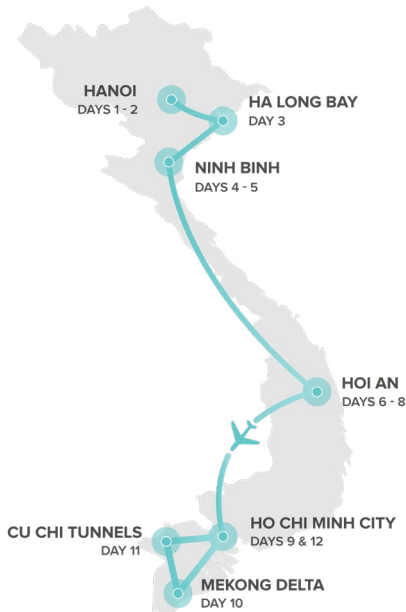 HANOI
DAYS 1 - 2
HA LONG BAY
DAY 3
NINH BINH
DAYS 4 - 5
HOI AN
DAYS 6 - 8
HO CHI MINH CITY
DAYS 9 & 12
CU CHI TUNNELS
DAY 11
MEKONG DELTA
DAY 10